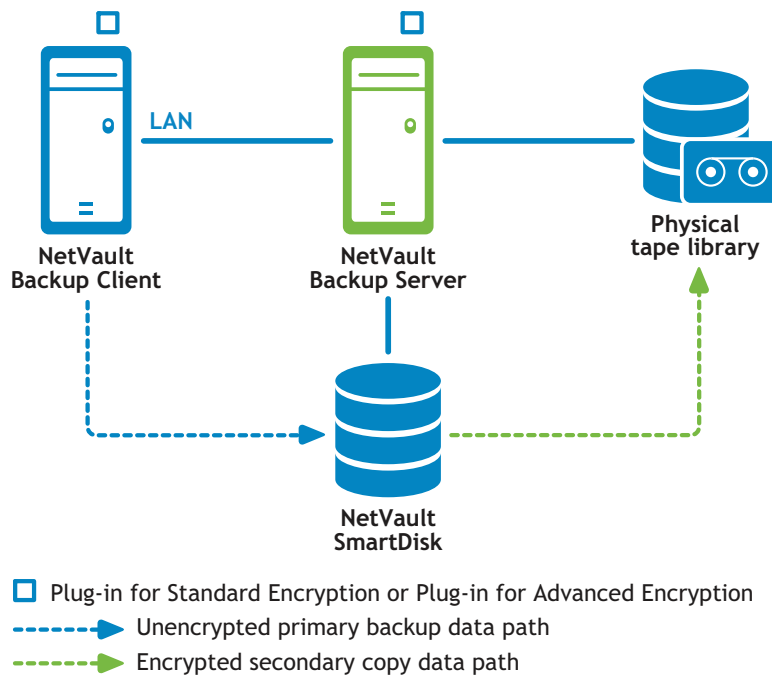 LAN
NetVault
Backup Client
NetVault
Backup Server
Physical
tape library
NetVault
SmartDisk
Plug-in for Standard Encryption or Plug-in for Advanced Encryption
Unencrypted primary backup data path
Encrypted secondary copy data path